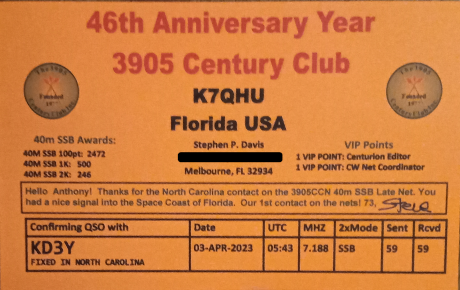 46th Anniversary Year
3905 Century Club
K7QHU
Florida USA
40m SSB Awards:
40M SSB 100pt: 2472
40M SSB 1K: 500
40M SSB 2K: 246
Stephen P. Davis
Melbourne, FL 32934
VIP Points
1 VIP POINT: Centurion Editor
1 VIP POINT: CW Net Coordinator
Hello Anthony! Thanks for the North Carolina contact on the 3905CCN 40m SSB Late Net. You
had a nice signal into the Space Coast of Florida. Our 1st contact on the nets! 73, Steve
Confirming QSO with Date UTC MHZ 2xMode Sent Rcvd
KD3Y 03-APR-2023 05:43 7.188 SSB 59 59
FIXED IN NORTH CAROLINA